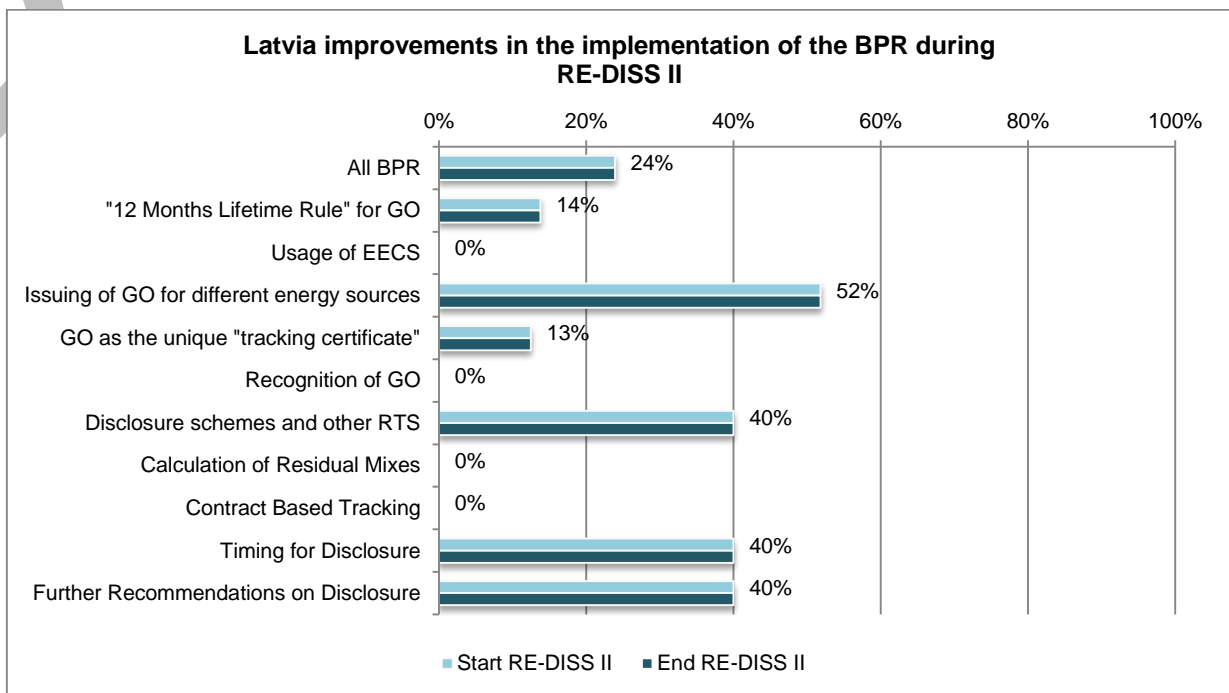 Latvia improvements in the implementation of the BPR during
RE-DISS II
0% 20% 40% 60% 80% 100%
All BPR 24%
"12 Months Lifetime Rule" for GO 14%
Usage of EECS 0%
Issuing of GO for different energy sources 52%
GO as the unique "tracking certificate" 13%
Recognition of GO 0%
Disclosure schemes and other RTS 40%
Calculation of Residual Mixes 0%
Contract Based Tracking 0%
Timing for Disclosure 40%
Further Recommendations on Disclosure 40%
Start RE-DISS II End RE-DISS II